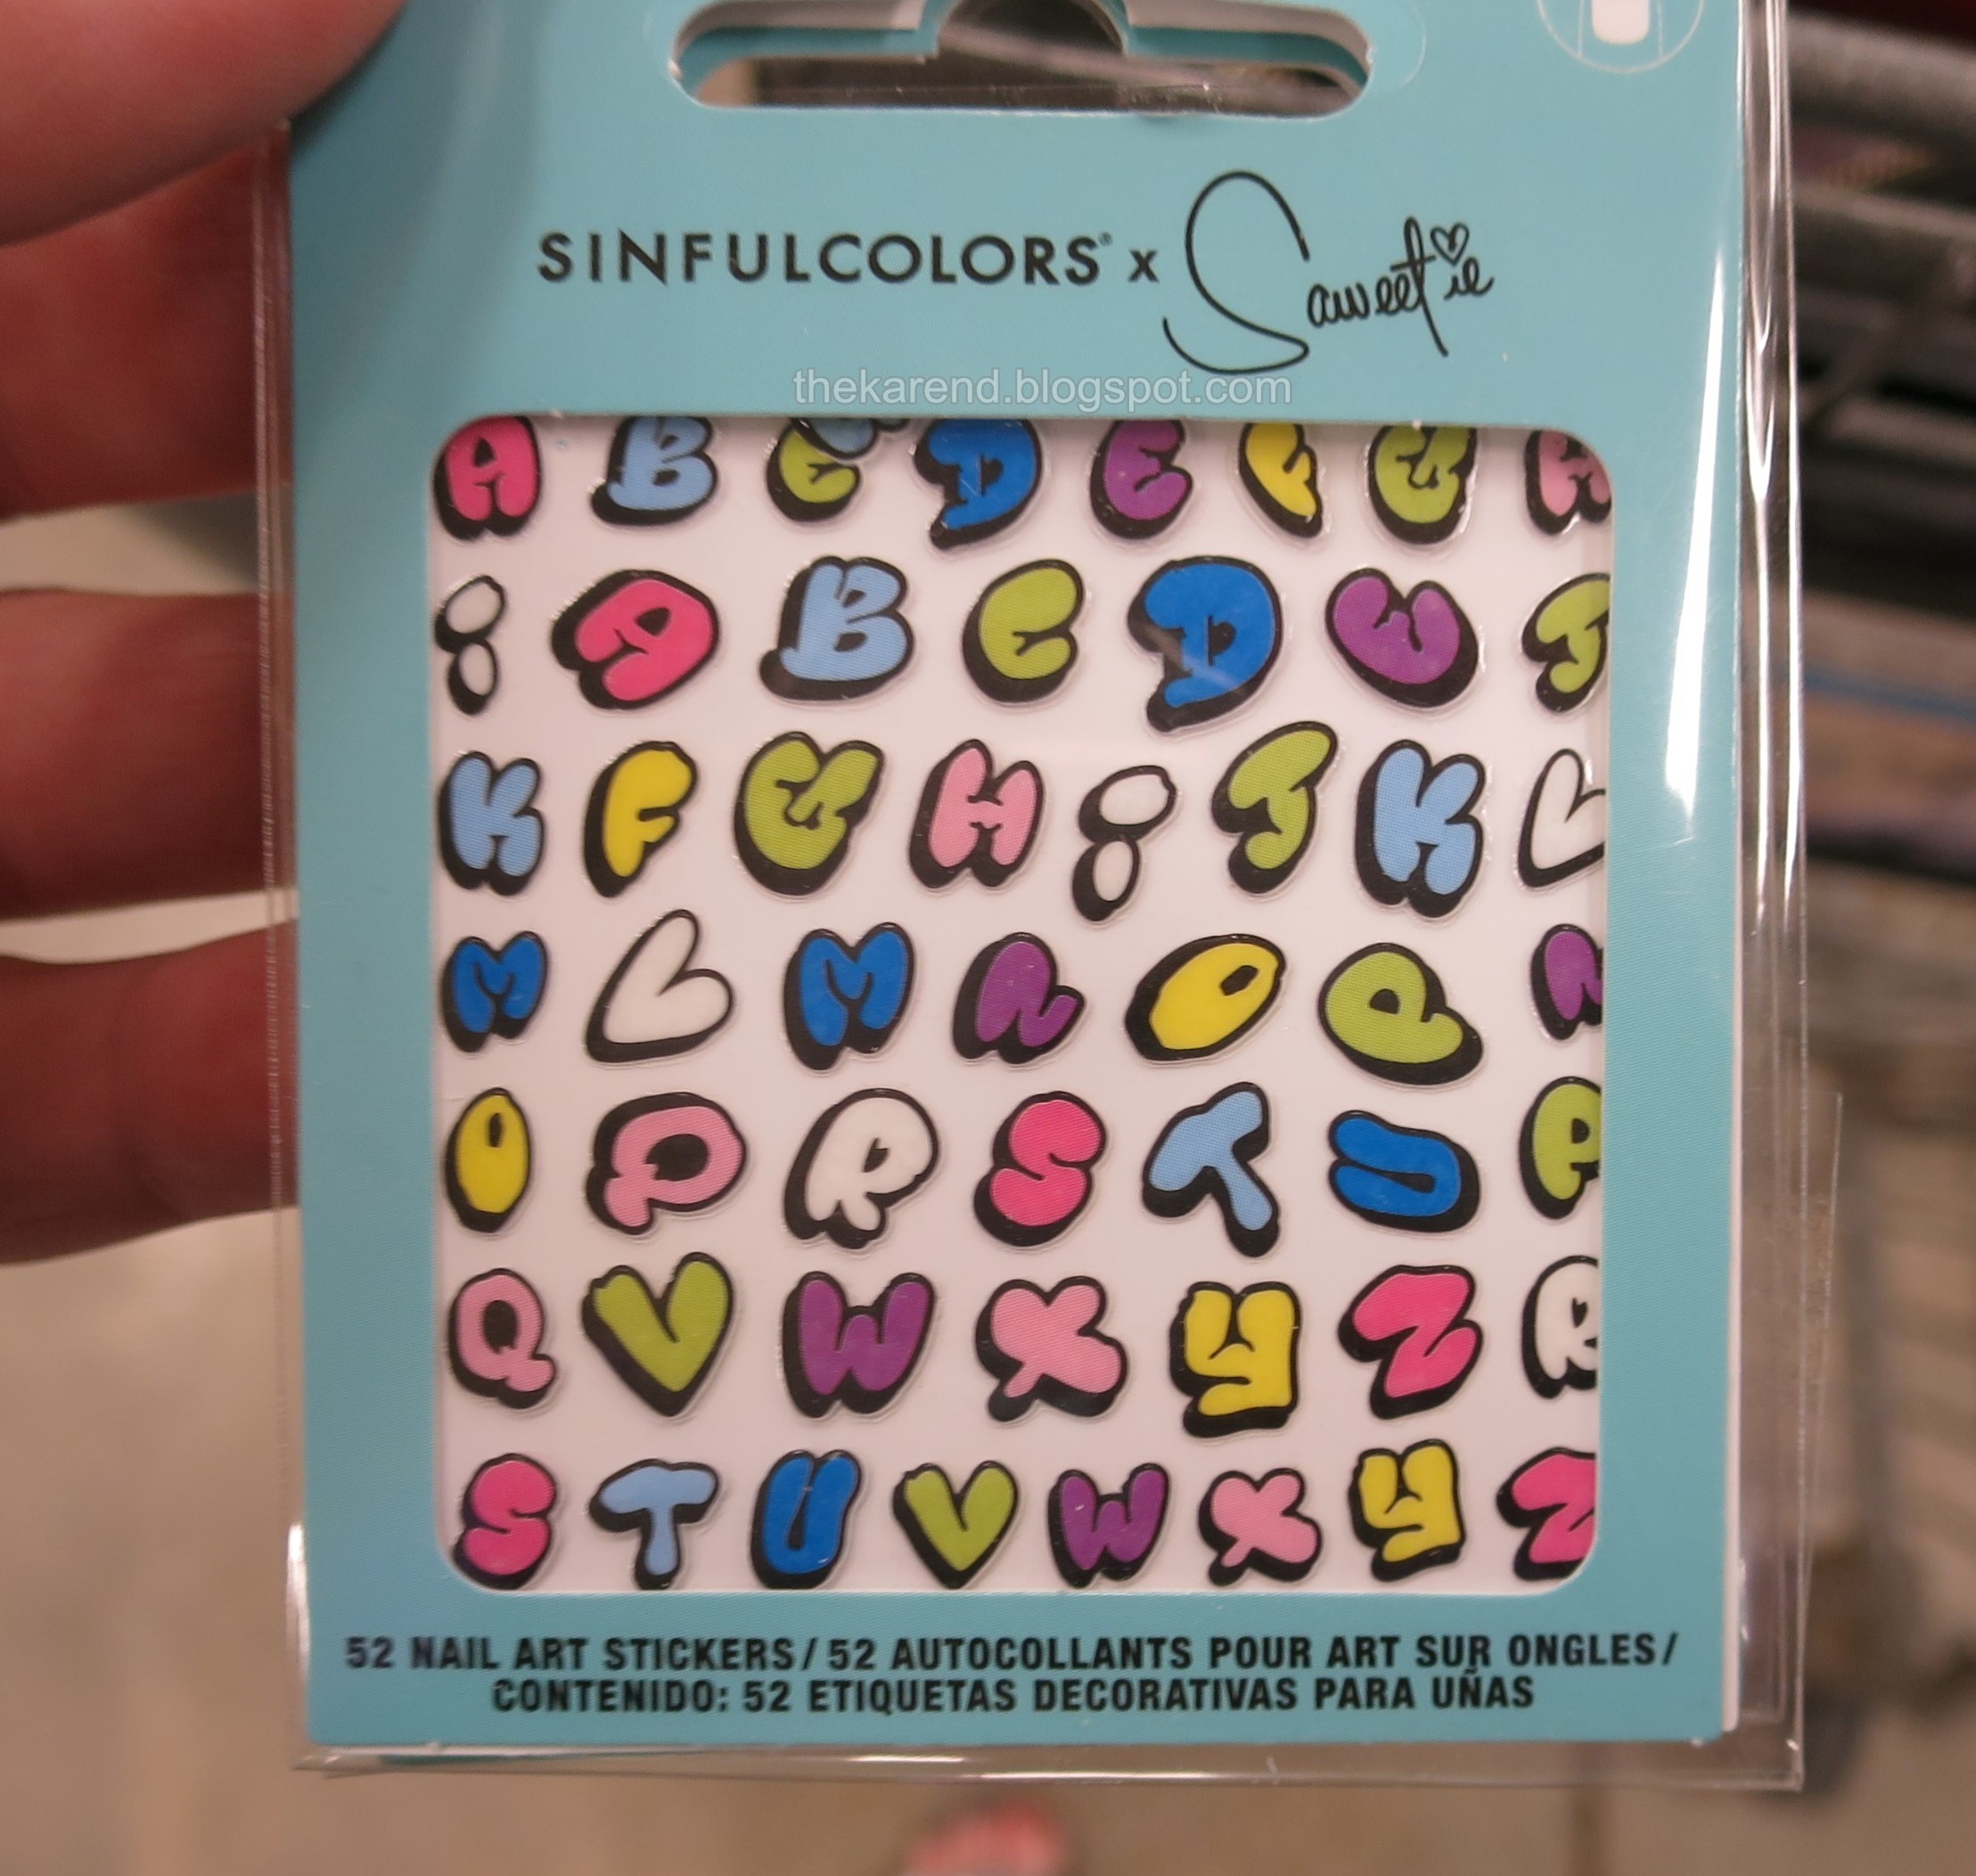 SINFULCOLORS® x Saweetie
thekarend.blogspot.com
A B C D E F G H
i A B C D E J
K F G H i J K L
M L M N O P N
O Q R S T U P
Q V W X Y Z R
S T U V W X Y Z
52 NAIL ART STICKERS/52 AUTOCOLLANTS POUR ART SUR ONGLES/
CONTENIDO: 52 ETIQUETAS DECORATIVAS PARA UÑAS